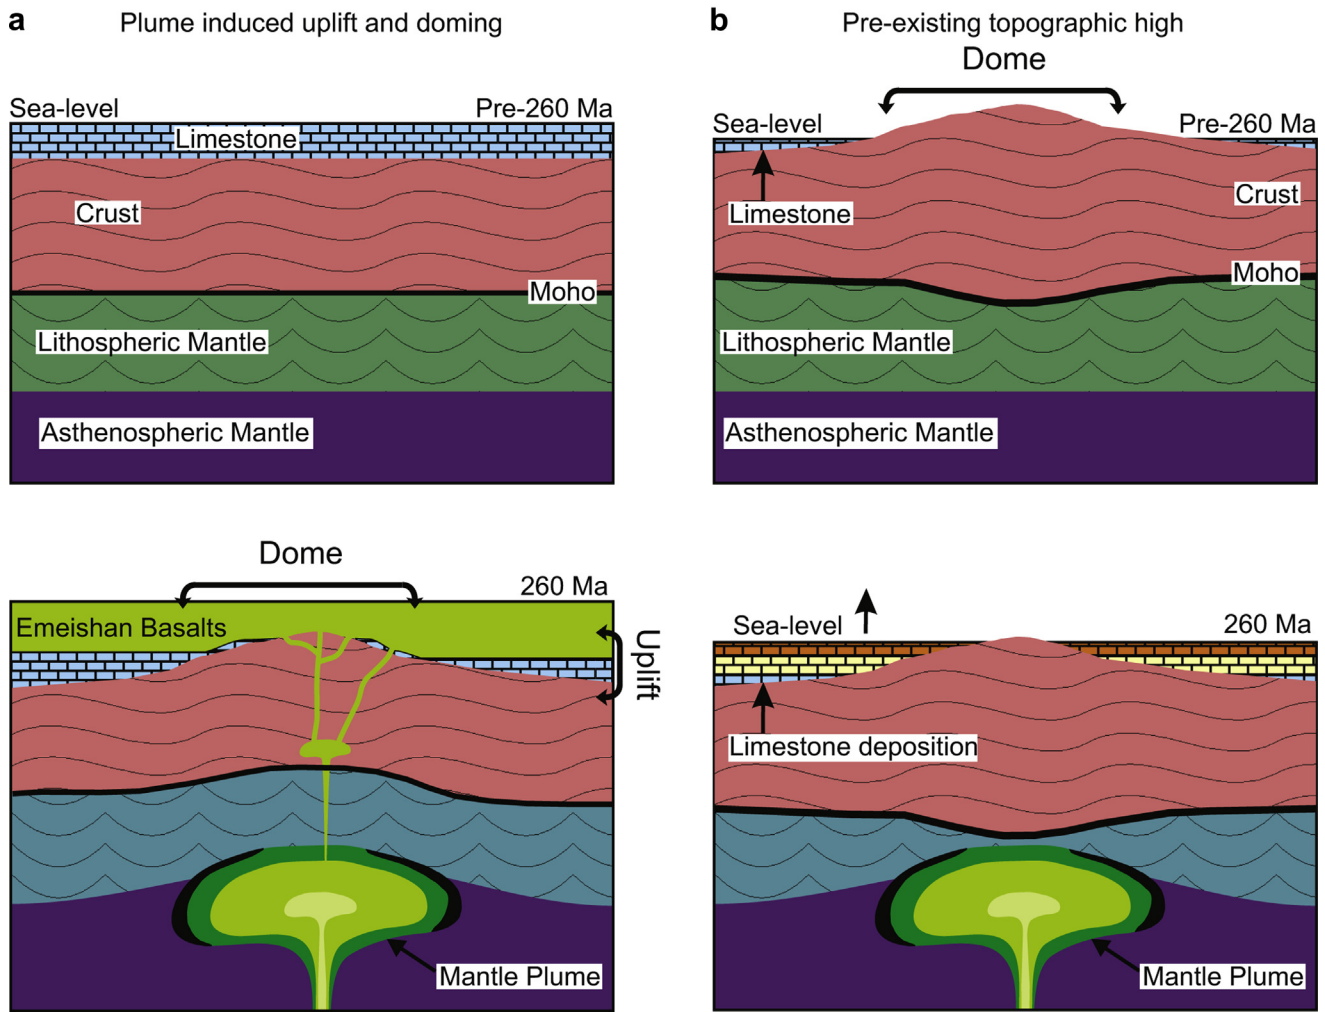 a
Plume induced uplift and doming
Sea-level
Pre-260 Ma
Limestone
Crust
Moho
Lithospheric Mantle
Asthenospheric Mantle
b
Pre-existing topographic high
Dome
Sea-level
Pre-260 Ma
Limestone
Crust
Moho
Lithospheric Mantle
Asthenospheric Mantle
Dome
260 Ma
Emeishan Basalts
Uplift
Mantle Plume
Sea-level
260 Ma
Limestone deposition
Mantle Plume